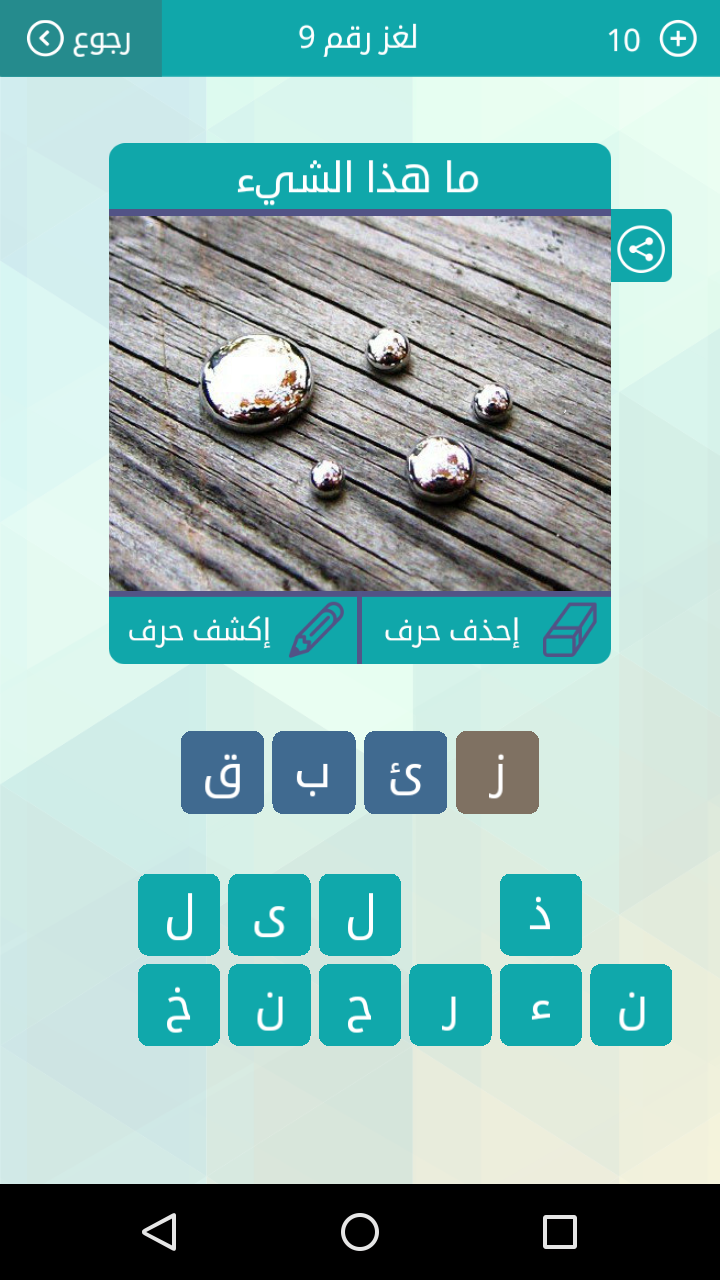 رجوع لغز رقم 9 10
ما هذا الشيء
إحذف حرف إكشف حرف
ز ئ ب ق
ذ ل ى ل
ن ء ر ح ن خ